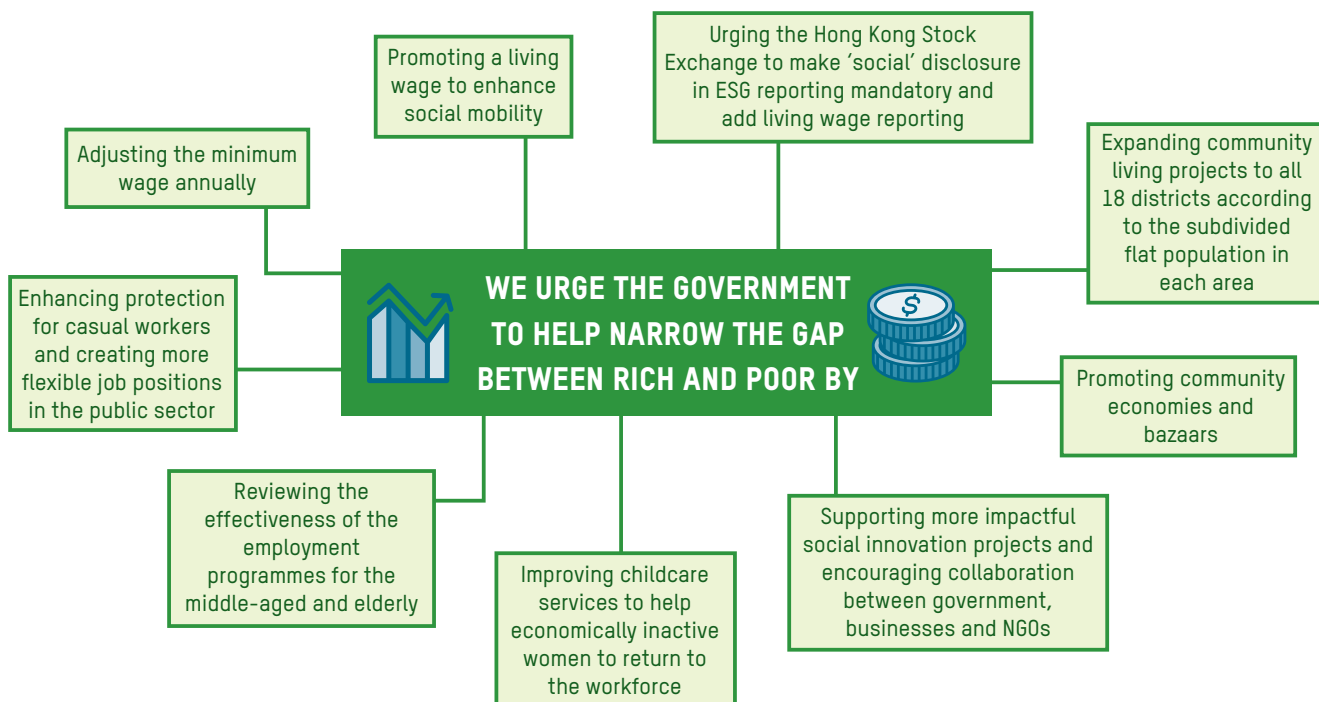 WE URGE THE GOVERNMENT
TO HELP NARROW THE GAP
BETWEEN RICH AND POOR BY
$
Adjusting the minimum
wage annually
Promoting a living
wage to enhance
social mobility
Urging the Hong Kong Stock
Exchange to make ‘social’ disclosure
in ESG reporting mandatory and
add living wage reporting
Expanding community
living projects to all
18 districts according
to the subdivided
flat population in
each area
Promoting community
economies and
bazaars
Supporting more impactful
social innovation projects and
encouraging collaboration
between government,
businesses and NGOs
Improving childcare
services to help
economically inactive
women to return to
the workforce
Reviewing the
effectiveness of the
employment
programmes for the
middle-aged and elderly
Enhancing protection
for casual workers
and creating more
flexible job positions
in the public sector